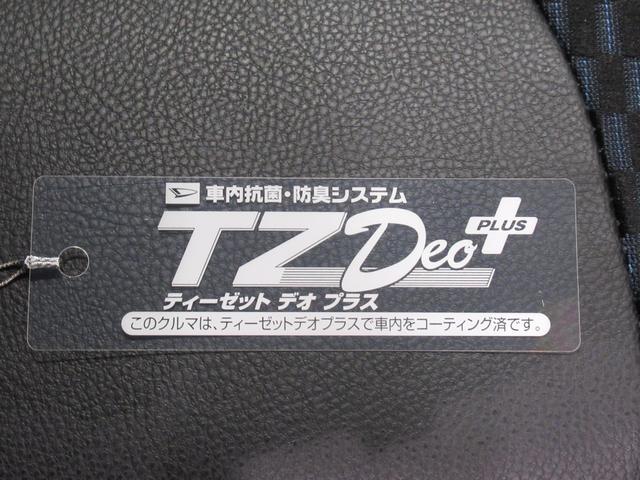 車内抗菌・防臭システム
TZ Deo PLUS
ティーゼット デオ プラス
このクルマは、ティーゼットデオプラスで車内をコーティング済です。